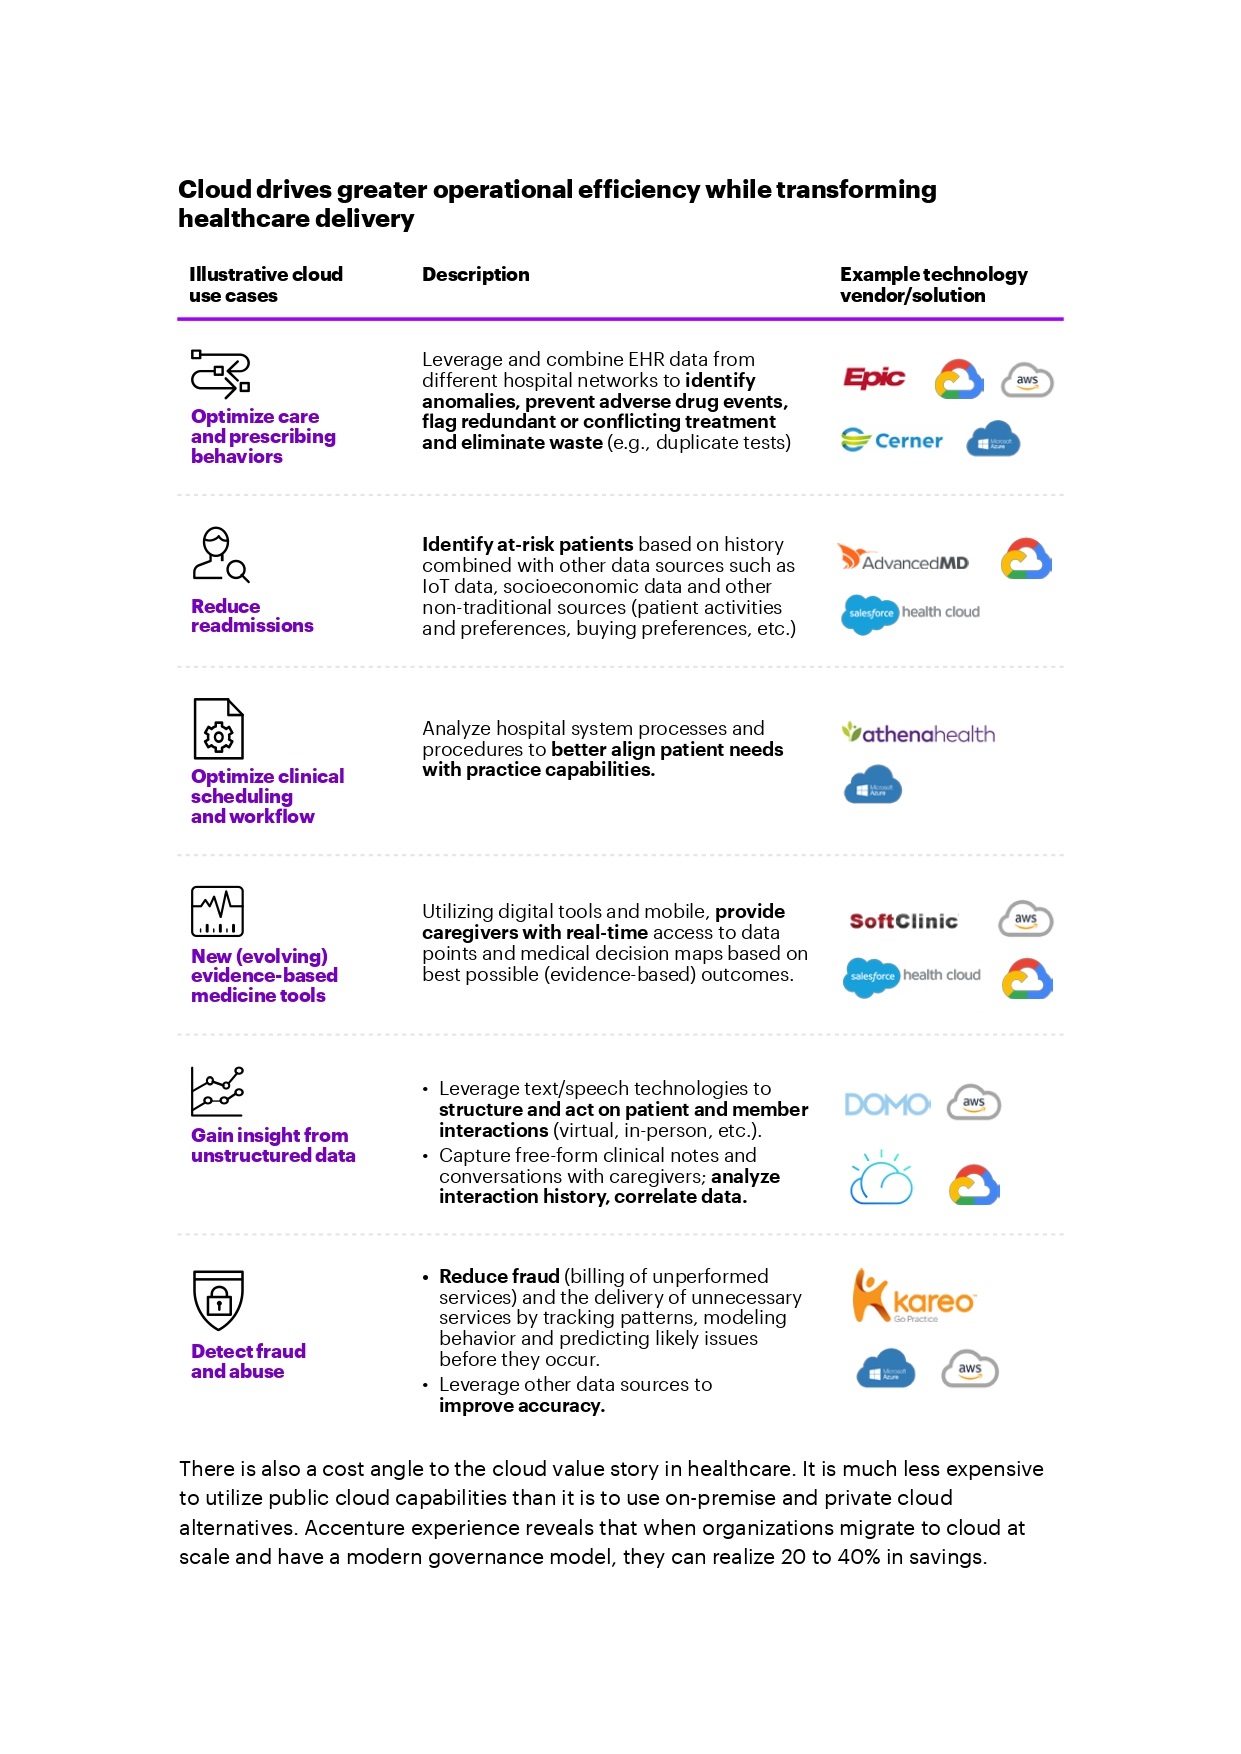 Cloud drives greater operational efficiency while transforming
healthcare delivery
Illustrative cloud
use cases
Description
Example technology
vendor/solution
Optimize care
and prescribing
behaviors
Leverage and combine EHR data from
different hospital networks to identify
anomalies, prevent adverse drug events,
flag redundant or conflicting treatment
and eliminate waste (e.g., duplicate tests)
Epic
aws
Cerner
Microsoft
Azure
Reduce
readmissions
Identify at-risk patients based on history
combined with other data sources such as
IoT data, socioeconomic data and other
non-traditional sources (patient activities
and preferences, buying preferences, etc.)
AdvancedMD
salesforce health cloud
Optimize clinical
scheduling
and workflow
Analyze hospital system processes and
procedures to better align patient needs
with practice capabilities.
athenahealth
Microsoft
Azure
New (evolving)
evidence-based
medicine tools
Utilizing digital tools and mobile, provide
caregivers with real-time access to data
points and medical decision maps based on
best possible (evidence-based) outcomes.
SoftClinic
aws
salesforce health cloud
Gain insight from
unstructured data
• Leverage text/speech technologies to
structure and act on patient and member
interactions (virtual, in-person, etc.).
• Capture free-form clinical notes and
conversations with caregivers; analyze
interaction history, correlate data.
DOMO
aws
Detect fraud
and abuse
• Reduce fraud (billing of unperformed
services) and the delivery of unnecessary
services by tracking patterns, modeling
behavior and predicting likely issues
before they occur.
• Leverage other data sources to
improve accuracy.
kareo
Go Practice
Microsoft
Azure
aws
There is also a cost angle to the cloud value story in healthcare. It is much less expensive
to utilize public cloud capabilities than it is to use on-premise and private cloud
alternatives. Accenture experience reveals that when organizations migrate to cloud at
scale and have a modern governance model, they can realize 20 to 40% in savings.